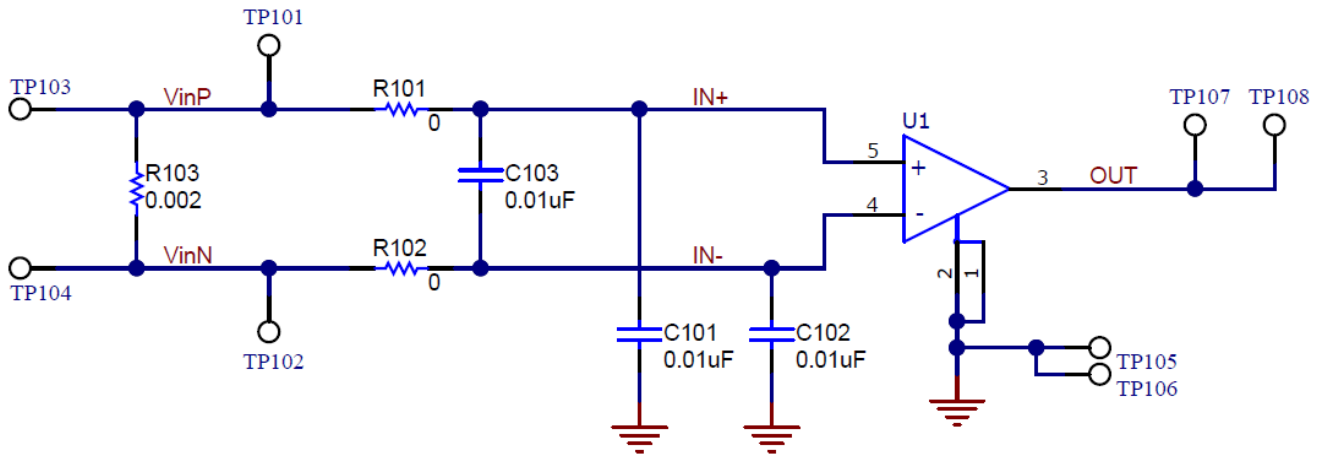 TP101
TP103
VinP
R101
0
IN+
TP107
TP108
U1
5
+
3
OUT
R103
0.002
C103
0.01uF
4
-
VinN
R102
0
IN-
TP104
TP102
2
1
C101
0.01uF
C102
0.01uF
TP105
TP106